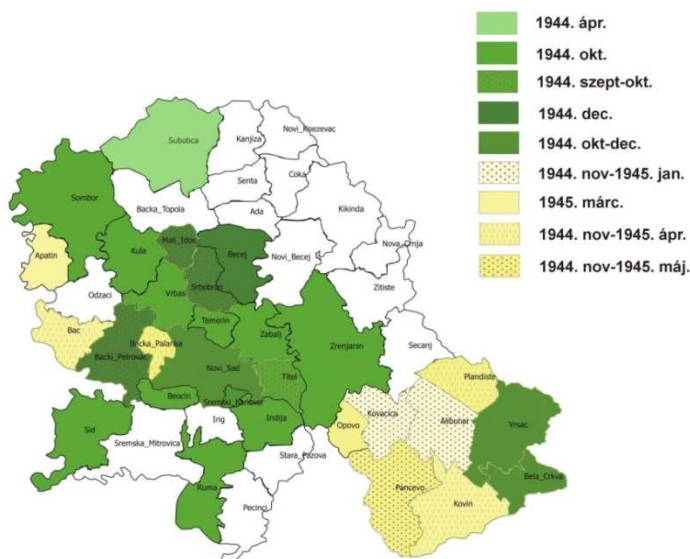 1944. ápr.
1944. okt.
1944. szept-okt.
1944. dec.
1944. okt-dec.
1944. nov-1945. jan.
1945. márc.
1944. nov-1945. ápr.
1944. nov-1945. máj.
Subotica
Kanjiza
Novi_Knezevac
Senta
Coka
Sombor
Backa_Topola
Ada
Kikinda
Apatin
Kula
Mali_Idos
Becej
Novi_Becej
Nova_Crnja
Odzaci
Vrbas
Srbobran
Zitiste
Bac
Temerin
Zabalj
Zrenjanin
Secanj
Backa_Palanka
Backi_Petrovac
Novi_Sad
Titel
Plandiste
Beocin
Sremski_Karlovci
Kovacica
Sid
Irig
Indija
Opovo
Alibunar
Vrsac
Sremska_Mitrovica
Stara_Pazova
Ruma
Pancevo
Bela_Crkva
Pecinci
Kovin